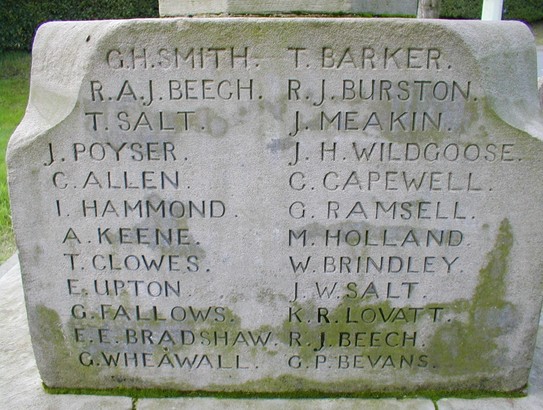 G.H.SMITH. T. BARKER.
R.A.J. BEECH. R.J. BURSTON.
T. SALT. J. MEAKIN.
J. POYSER. J. H. WILDGOOSE.
C. ALLEN. G. CAPEWELL.
I. HAMMOND. G. RAMSELL.
A. KEENE. M. HOLLAND.
T. CLOWES. W. BRINDLEY.
E. UPTON. J. W. SALT.
G. FALLOWS. K. R. LOVATT.
E. E. BRADSHAW. R. J. BEECH.
G. WHEAWALL. G. P. BEVANS.